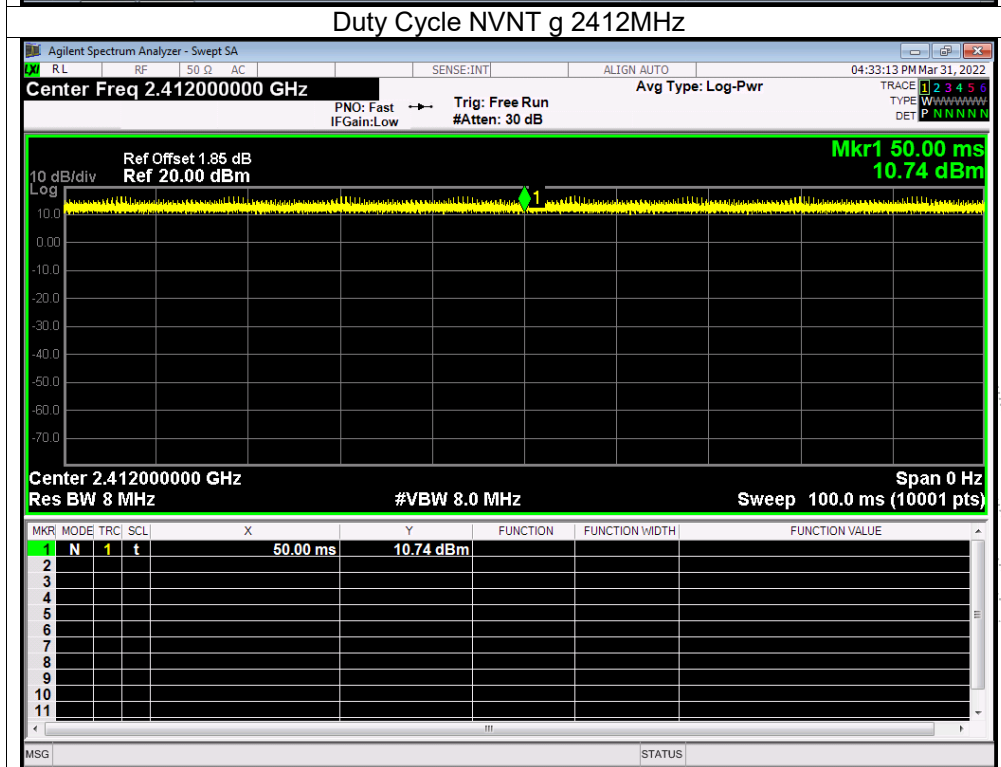 Duty Cycle NVNT g 2412MHz
Agilent Spectrum Analyzer - Swept SA
LXI RL RF 50 Ω AC SENSE:INT ALIGN AUTO 04:33:13 PM Mar 31, 2022
Center Freq 2.412000000 GHz Avg Type: Log-Pwr TRACE 1 2 3 4 5 6
PNO: Fast Trig: Free Run TYPE WWWWWW
IFGain:Low #Atten: 30 dB DET P N N N N N
Mkr1 50.00 ms
Ref Offset 1.85 dB
10 dB/div Ref 20.00 dBm 10.74 dBm
Log
1
10.0
0.00
-10.0
-20.0
-30.0
-40.0
-50.0
-60.0
-70.0
Center 2.412000000 GHz Span 0 Hz
Res BW 8 MHz #VBW 8.0 MHz Sweep 100.0 ms (10001 pts)
MKR MODE TRC SCL X Y FUNCTION FUNCTION WIDTH FUNCTION VALUE
1 N 1 t 50.00 ms 10.74 dBm
2
3
4
5
6
7
8
9
10
11
MSG STATUS